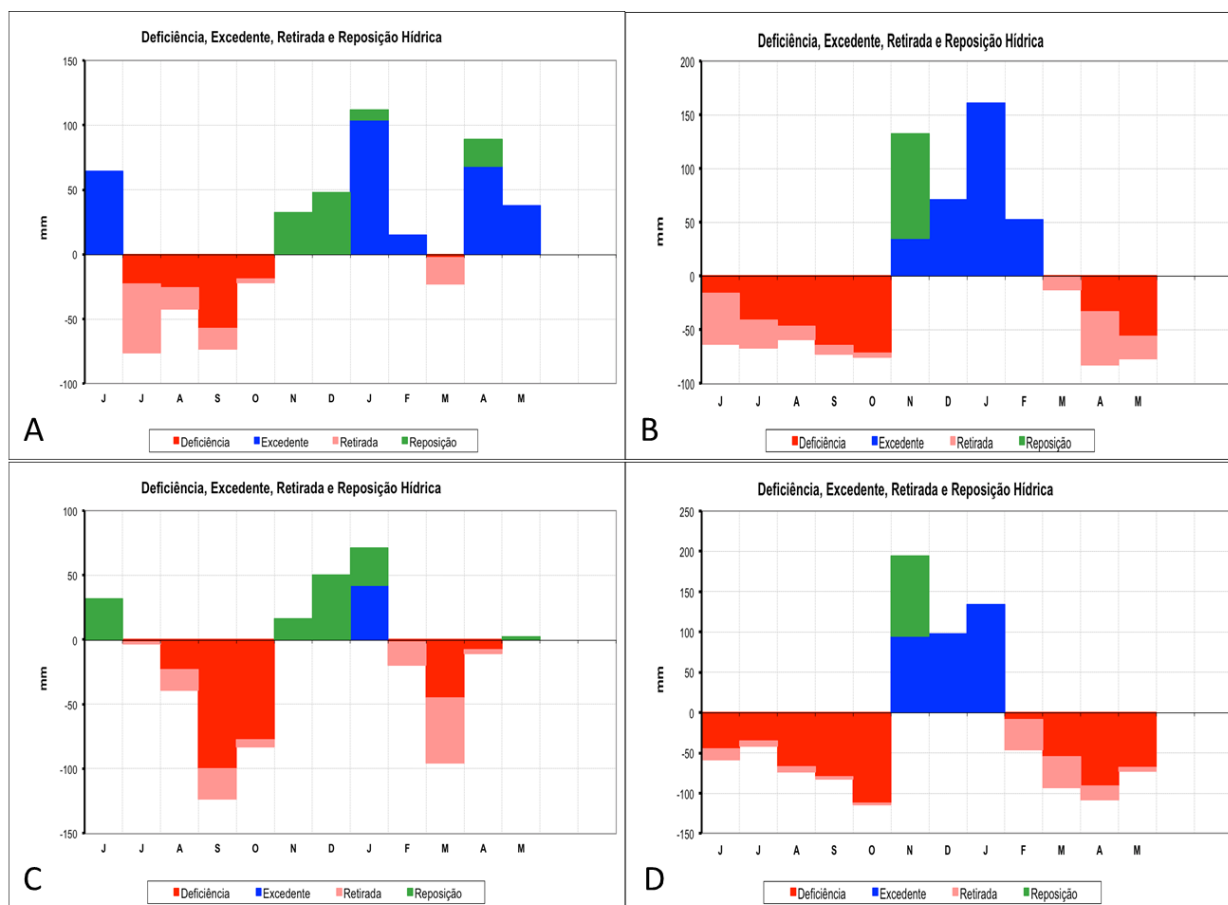 Deficiência, Excedente, Retirada e Reposição Hídrica
150
100
50
0
-50
-100
mm
J J A S O N D J F M A M
Deficiência Excedente Retirada Reposição
A
Deficiência, Excedente, Retirada e Reposição Hídrica
200
150
100
50
0
-50
-100
mm
J J A S O N D J F M A M
Deficiência Excedente Retirada Reposição
B
Deficiência, Excedente, Retirada e Reposição Hídrica
100
50
0
-50
-100
-150
mm
J J A S O N D J F M A M
Deficiência Excedente Retirada Reposição
C
Deficiência, Excedente, Retirada e Reposição Hídrica
250
200
150
100
50
0
-50
-100
-150
mm
J J A S O N D J F M A M
Deficiência Excedente Retirada Reposição
D